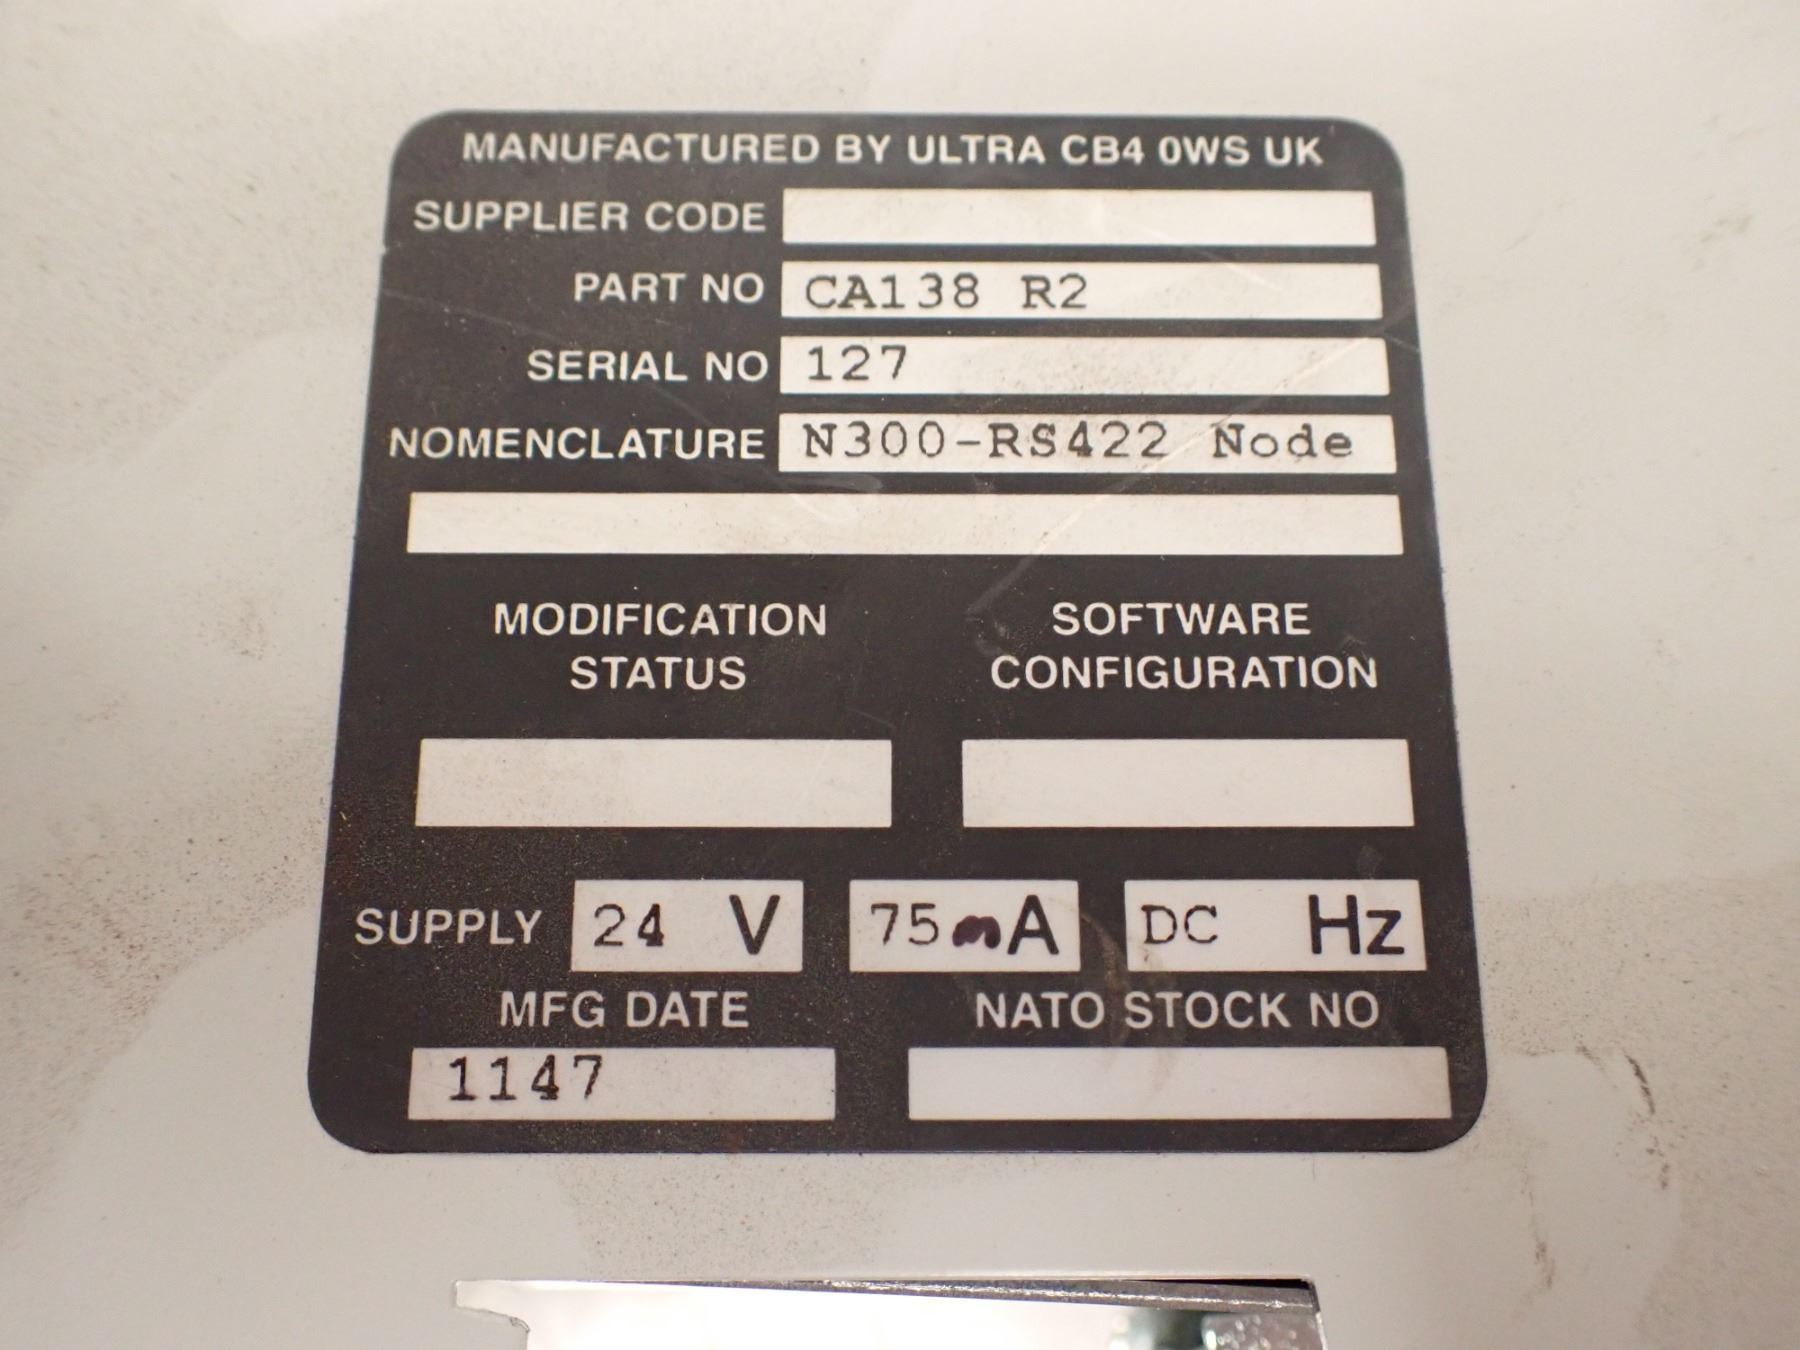 MANUFACTURED BY ULTRA CB4 0WS UK
SUPPLIER CODE
PART NO CA138 R2
SERIAL NO 127
NOMENCLATURE N300-RS422 Node
MODIFICATION STATUS
SOFTWARE CONFIGURATION
SUPPLY 24 V 75mA DC Hz
MFG DATE NATO STOCK NO
1147